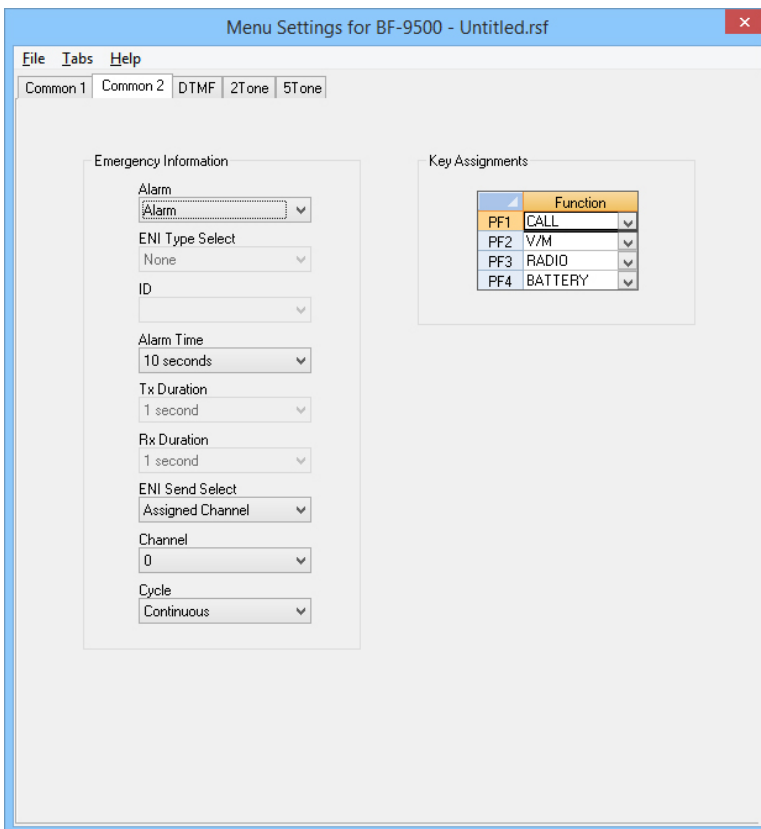 Menu Settings for BF-9500 - Untitled.rsf
File Tabs Help
Common 1 Common 2 DTMF 2Tone 5Tone
Emergency Information
Alarm
Alarm
ENI Type Select
None
ID
Alarm Time
10 seconds
Tx Duration
1 second
Rx Duration
1 second
ENI Send Select
Assigned Channel
Channel
0
Cycle
Continuous
Key Assignments
Function
PF1 CALL
PF2 V/M
PF3 RADIO
PF4 BATTERY